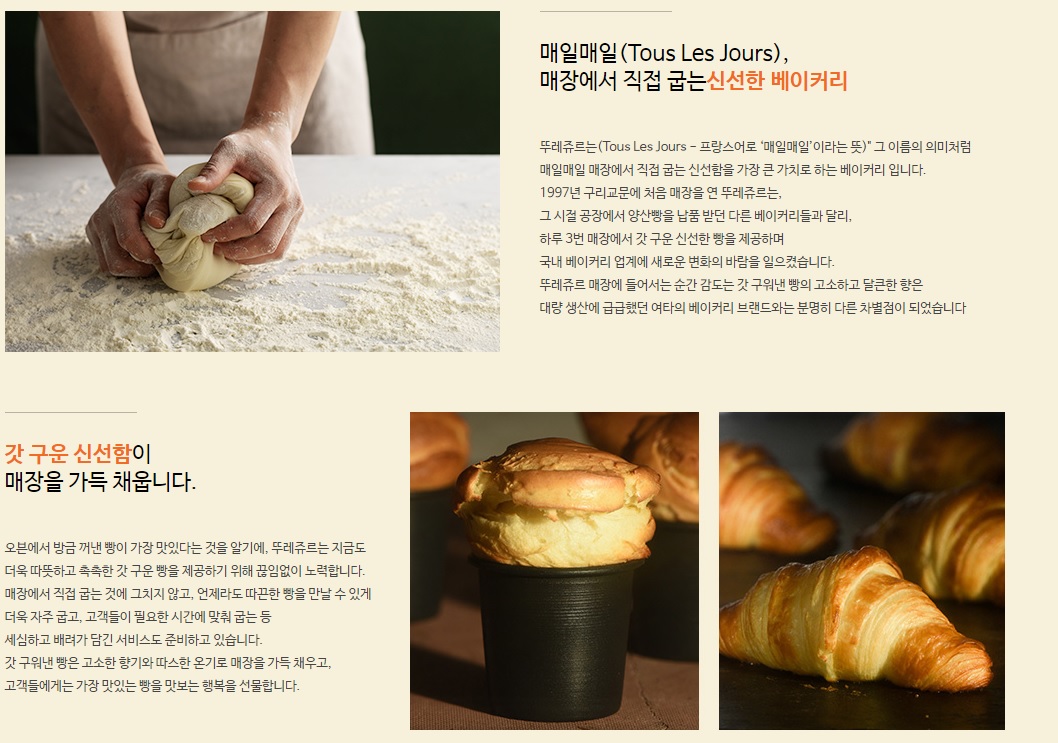 매일매일(Tous Les Jours),
매장에서 직접 굽는신선한 베이커리
뚜레쥬르는(Tous Les Jours - 프랑스어로 '매일매일'이라는 뜻)" 그 이름의 의미처럼
매일매일 매장에서 직접 굽는 신선함을 가장 큰 가치로 하는 베이커리 입니다.
1997년 구리교문에 처음 매장을 연 뚜레쥬르는,
그 시절 공장에서 양산빵을 납품 받던 다른 베이커리들과 달리,
하루 3번 매장에서 갓 구운 신선한 빵을 제공하며
국내 베이커리 업계에 새로운 변화의 바람을 일으켰습니다.
뚜레쥬르 매장에 들어서는 순간 감도는 갓 구워낸 빵의 고소하고 달큰한 향은
대량 생산에 급급했던 여타의 베이커리 브랜드와는 분명히 다른 차별점이 되었습니다
갓 구운 신선함이
매장을 가득 채웁니다.
오븐에서 방금 꺼낸 빵이 가장 맛있다는 것을 알기에, 뚜레쥬르는 지금도
더욱 따뜻하고 촉촉한 갓 구운 빵을 제공하기 위해 끊임없이 노력합니다.
매장에서 직접 굽는 것에 그치지 않고, 언제라도 따끈한 빵을 만날 수 있게
더욱 자주 굽고, 고객들이 필요한 시간에 맞춰 굽는 등
세심하고 배려가 담긴 서비스도 준비하고 있습니다.
갓 구워낸 빵은 고소한 향기와 따스한 온기로 매장을 가득 채우고,
고객들에게는 가장 맛있는 빵을 맛보는 행복을 선물합니다.